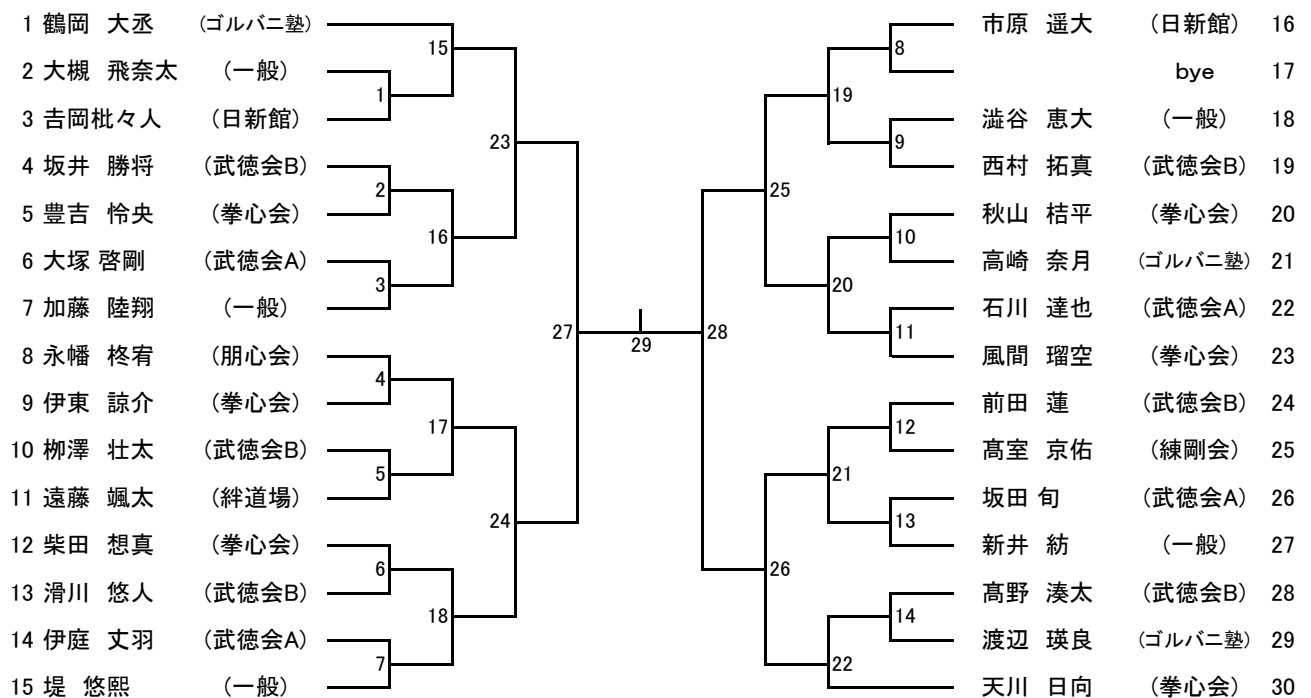 1 鶴岡 大丞 (ゴルバニ塾)
2 大槻 飛奈太 (一般)
3 吉岡枇々人 (日新館)
4 坂井 勝将 (武徳会B)
5 豊吉 怜央 (拳心会)
6 大塚 啓剛 (武徳会A)
7 加藤 陸翔 (一般)
8 永幡 柊宥 (朋心会)
9 伊東 諒介 (拳心会)
10 栁澤 壮太 (武徳会B)
11 遠藤 颯太 (絆道場)
12 柴田 想真 (拳心会)
13 滑川 悠人 (武徳会B)
14 伊庭 丈羽 (武徳会A)
15 堤 悠熙 (一般)
1
2
3
4
5
6
7
15
16
17
18
23
24
27
29
28
25
26
19
20
21
22
8
9
10
11
12
13
14
市原 遥大 (日新館) 16
bye 17
澁谷 恵大 (一般) 18
西村 拓真 (武徳会B) 19
秋山 桔平 (拳心会) 20
高崎 奈月 (ゴルバニ塾) 21
石川 達也 (武徳会A) 22
風間 瑠空 (拳心会) 23
前田 蓮 (武徳会B) 24
髙室 京佑 (練剛会) 25
坂田 旬 (武徳会A) 26
新井 紡 (一般) 27
髙野 湊太 (武徳会B) 28
渡辺 瑛良 (ゴルバニ塾) 29
天川 日向 (拳心会) 30